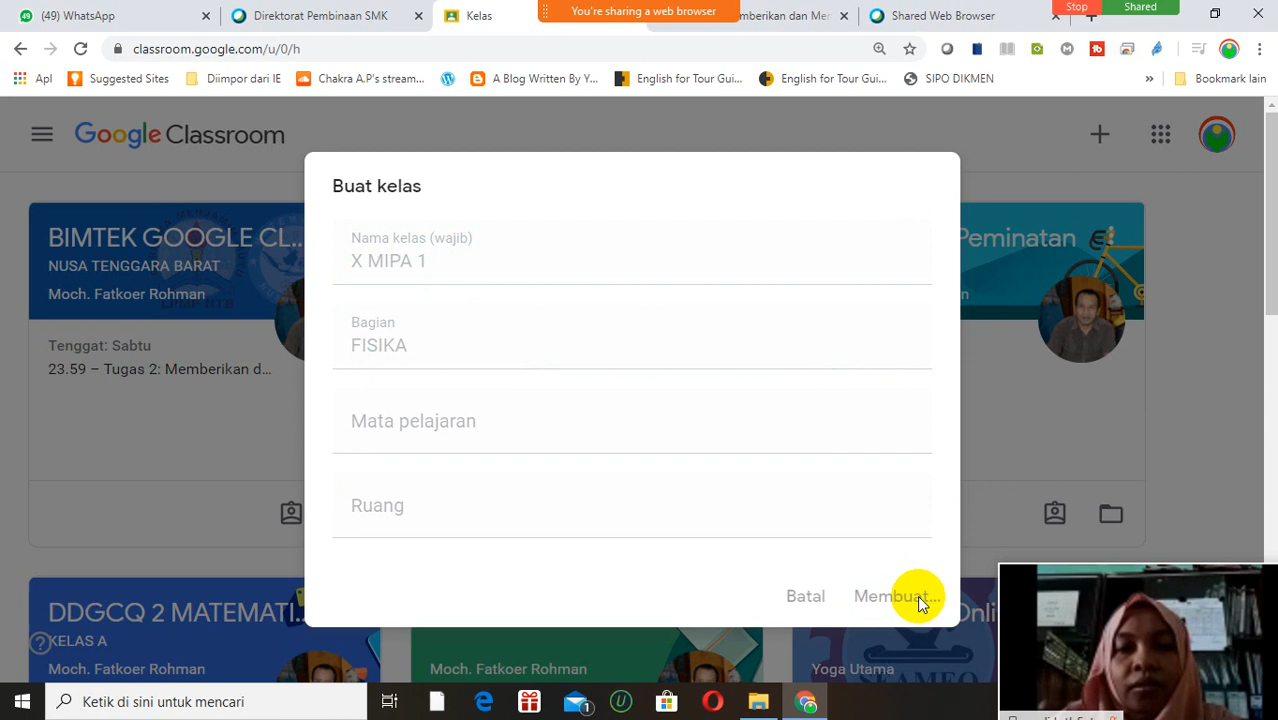 (49) WhatsApp
Direktorat Pembinaan SMK
Kelas
You're sharing a web browser
Shared Web Browser
Stop
Shared
classroom.google.com/u/0/h
Apl
Suggested Sites
Diimpor dari IE
Chakra A.P's stream...
A Blog Written By Y...
English for Tour Gui...
English for Tour Gui...
SIPO DIKMEN
»
Bookmark lain
Google Classroom
Buat kelas
Nama kelas (wajib)
X MIPA 1
Bagian
FISIKA
Mata pelajaran
Ruang
Batal
Membuat...
BIMTEK GOOGLE CL...
NUSA TENGGARA BARAT
Moch. Fatkoer Rohman
Tenggat: Sabtu
23.59 – Tugas 2: Memberikan d...
Peminatan
DDGCQ 2 MATEMATI...
KELAS A
Moch. Fatkoer Rohman
Moch. Fatkoer Rohman
Yoga Utama
SEAMEO
Ketik di sini untuk mencari
1